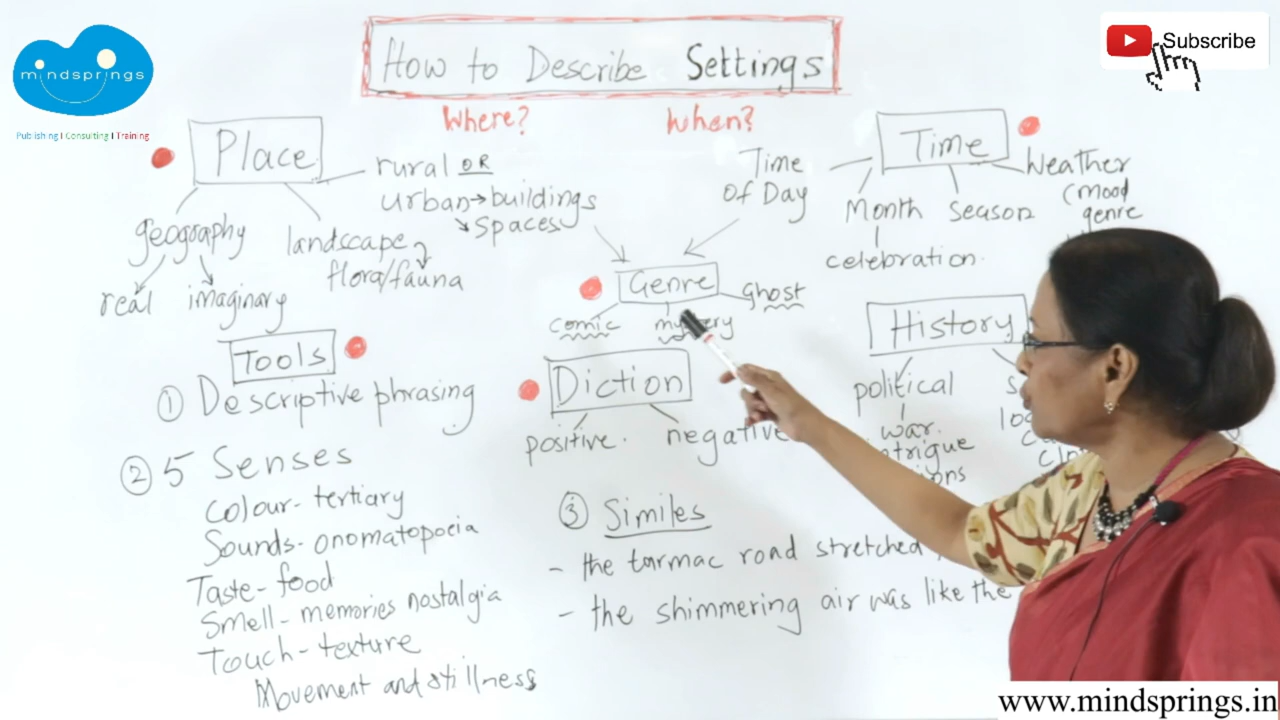 mindsprings
Publishing I Consulting I Training
Subscribe
How to Describe Settings
Where?
When?
Place
rural OR
urban→buildings
↘spaces
geography
real imaginary
landscape
flora/fauna
Time
Time
Of Day
Month
celebration.
season
Weather
(mood
genre
Genre
comic mystery Ghost
History
political
war.
Tools
① Descriptive phrasing
② 5 Senses
Colour - tertiary
Sounds - onomatopoeia
Taste - food
Smell - memories nostalgia
Touch - texture
Movement and stillness
Diction
positive. negative
③ Similes
- the tarmac road stretched
- the shimmering air was like the
www.mindsprings.in